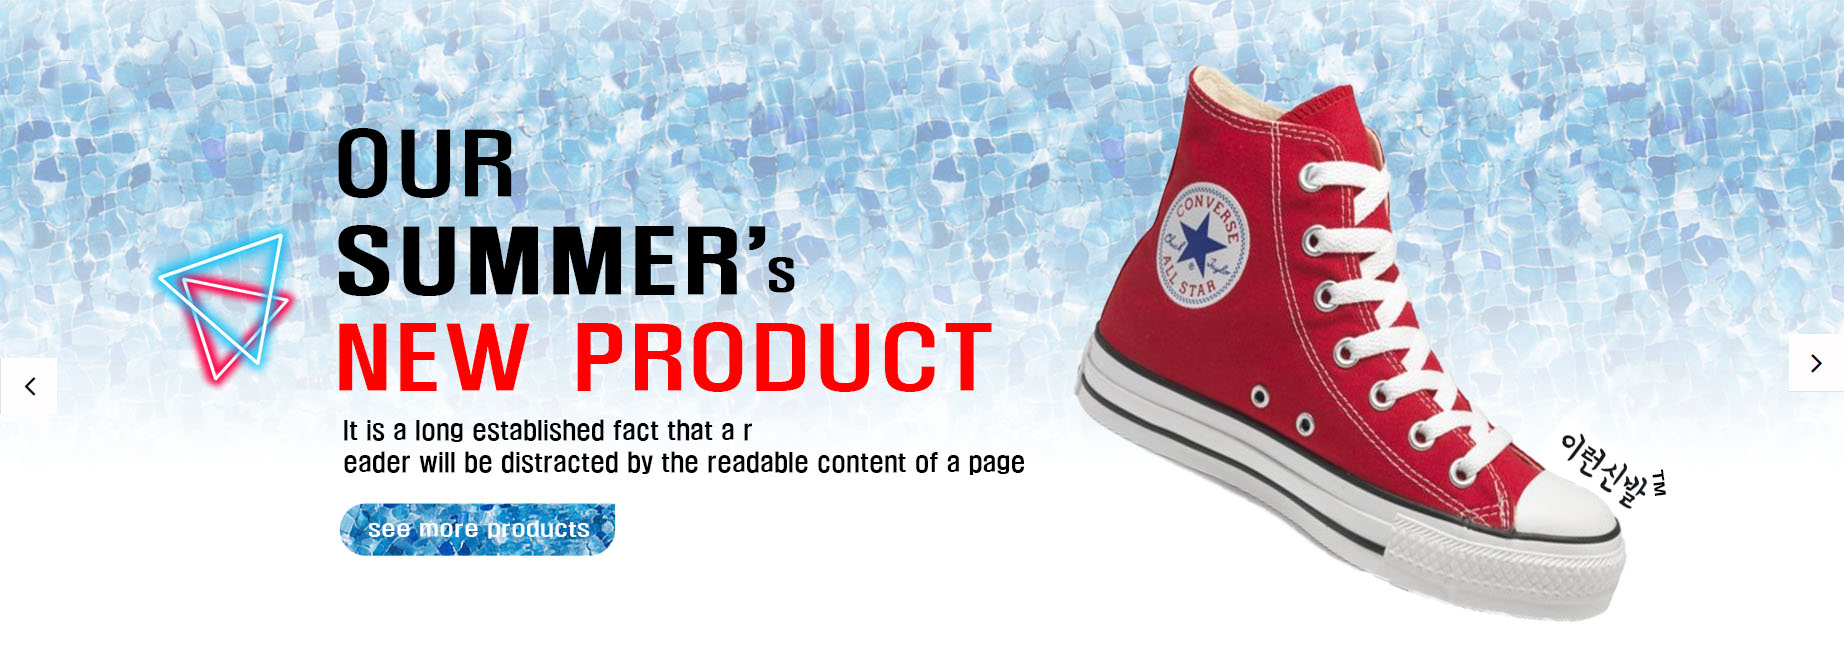 OUR
SUMMER's
NEW PRODUCT
It is a long established fact that a r
eader will be distracted by the readable content of a page
see more products
CONVERSE
Chuck Taylor
®
ALL STAR
이런신발™